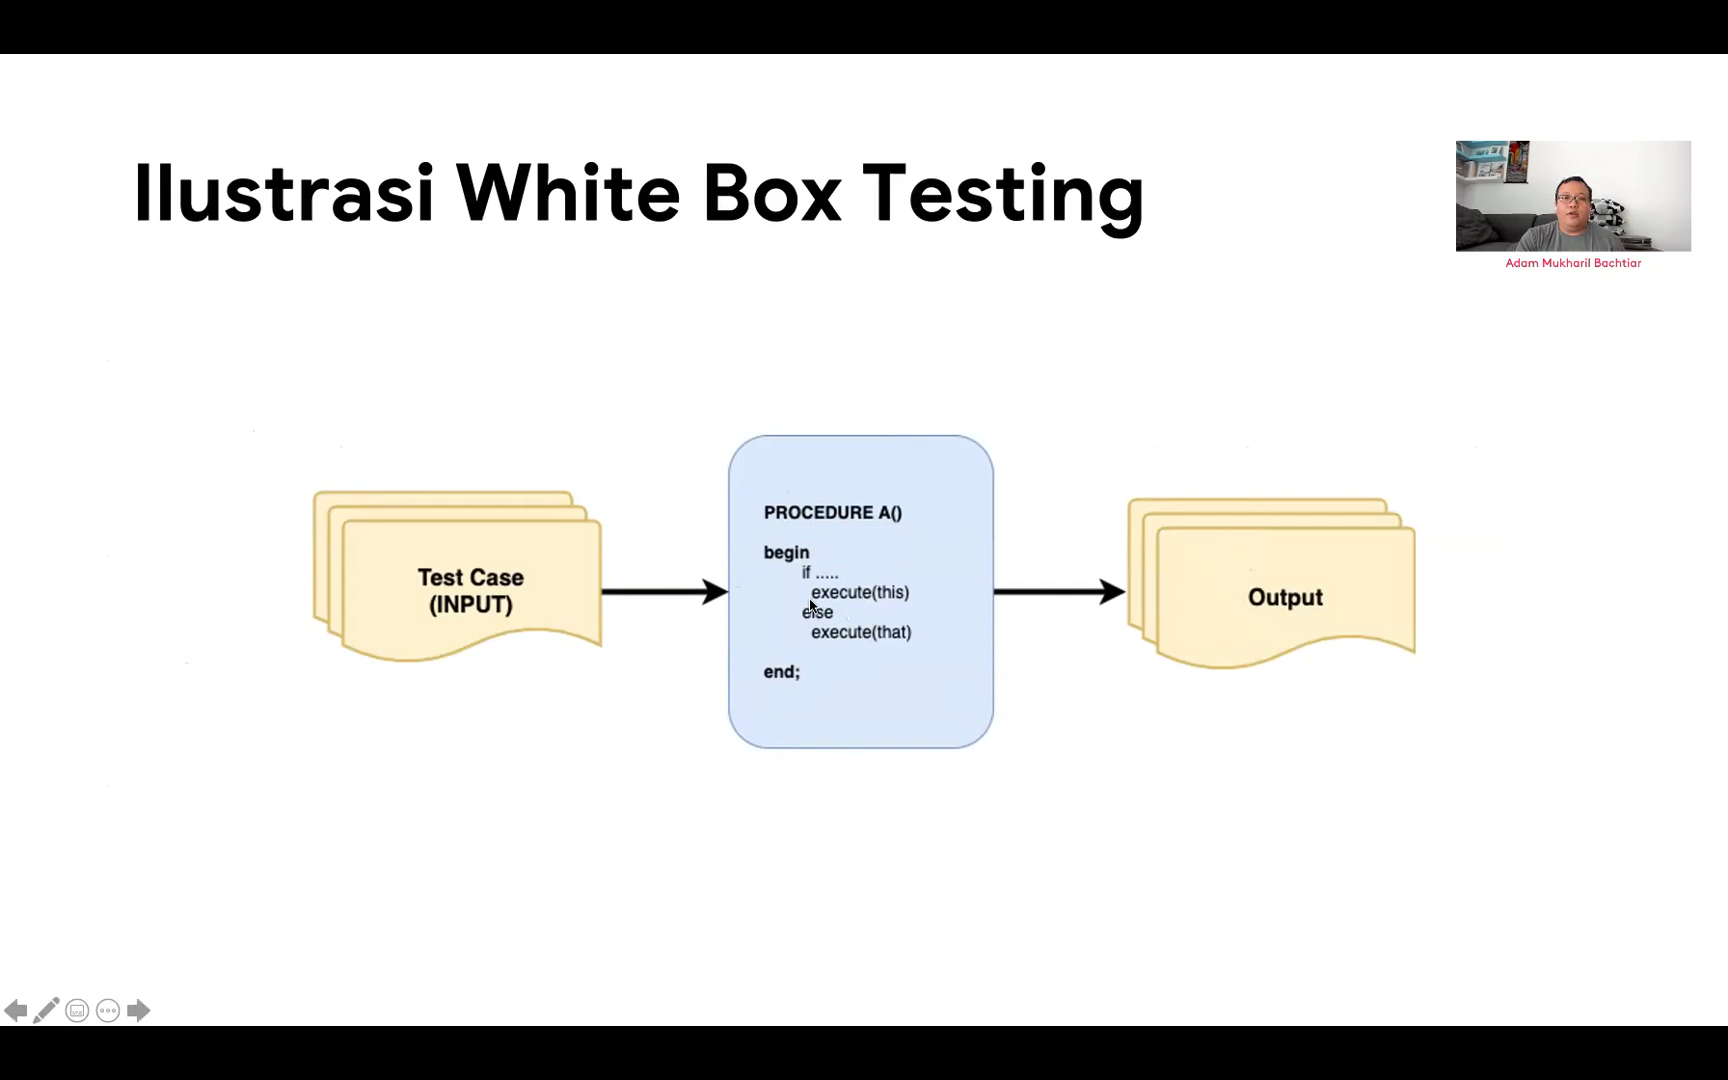 Ilustrasi White Box Testing
Adam Mukharil Bachtiar
Test Case
(INPUT)
PROCEDURE A()
begin
if .....
execute(this)
else
execute(that)
end;
Output